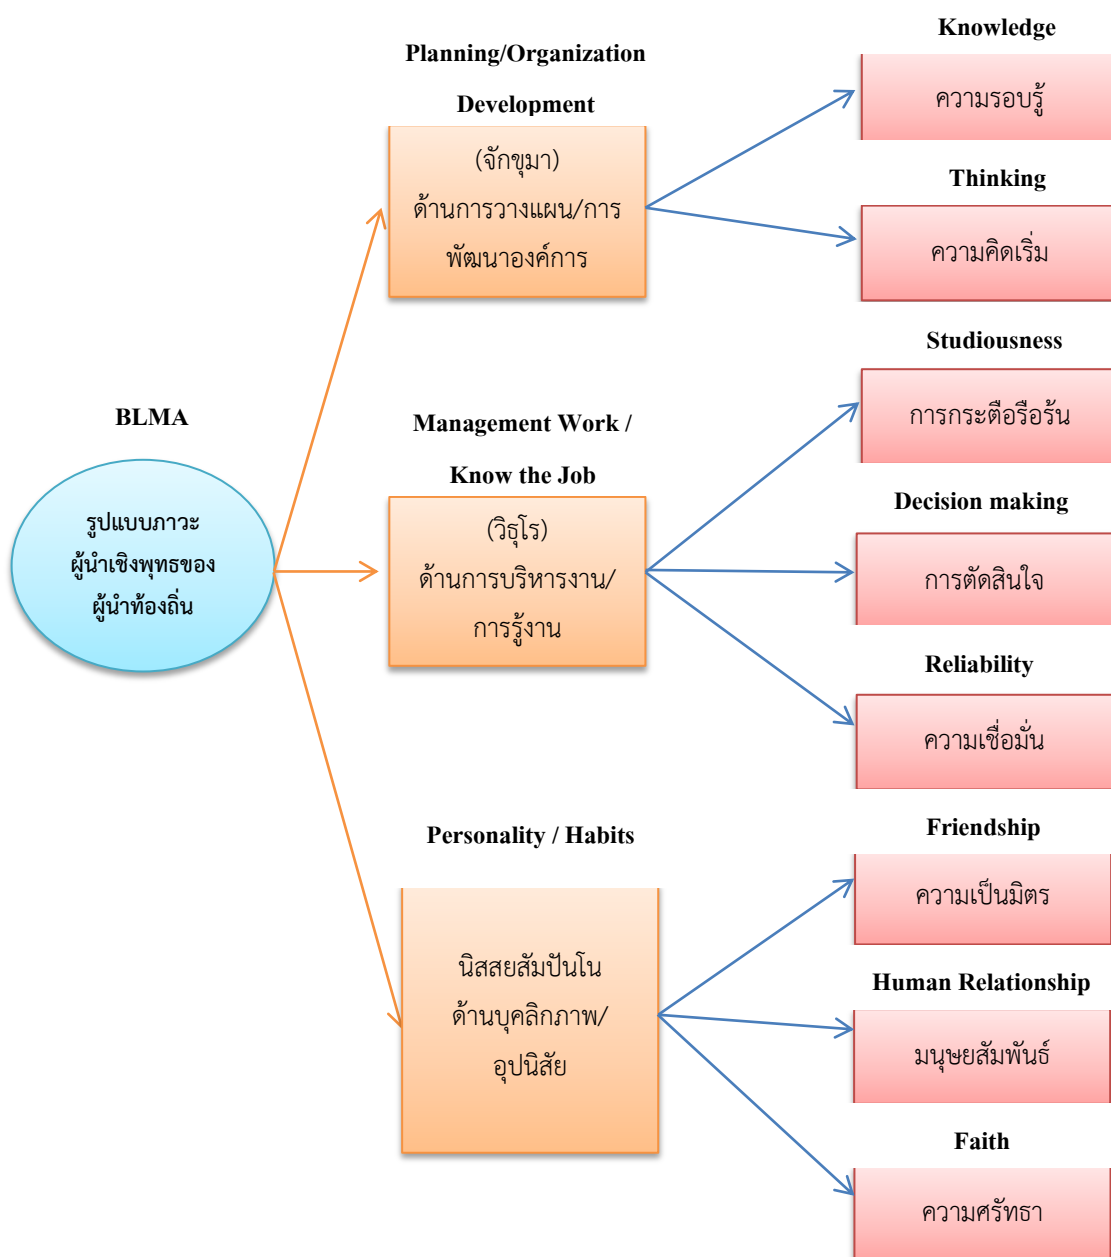 BLMA
รูปแบบภาวะ
ผู้นำเชิงพุทธของ
ผู้นำท้องถิ่น
Planning/Organization
Development
(จักขุมา)
ด้านการวางแผน/การ
พัฒนาองค์การ
Knowledge
ความรอบรู้
Thinking
ความคิดเริ่ม
Management Work /
Know the Job
(วิธุโร)
ด้านการบริหารงาน/
การรู้งาน
Studiousness
การกระตือรือร้น
Decision making
การตัดสินใจ
Reliability
ความเชื่อมั่น
Personality / Habits
นิสสยสัมปันโน
ด้านบุคลิกภาพ/
อุปนิสัย
Friendship
ความเป็นมิตร
Human Relationship
มนุษยสัมพันธ์
Faith
ความศรัทธา